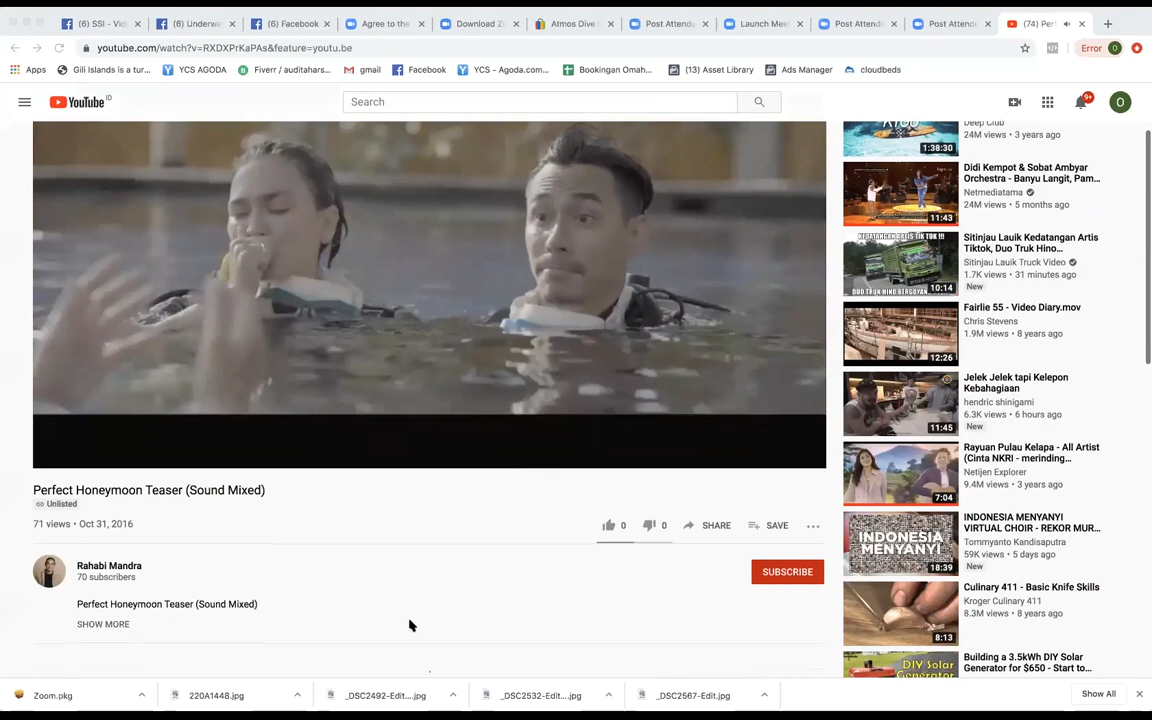 (6) SSI - Vid
(6) Underwa
(6) Facebook
Agree to the
Download Zo
Atmos Dive
Post Attende
Launch Mee
Post Attende
Post Attende
(74) Per
youtube.com/watch?v=RXDXPrKaPAs&feature=youtu.be
Error 0
Apps
Gili Islands is a tur...
YCS AGODA
Fiverr / auditahars...
gmail
Facebook
YCS - Agoda.com...
Bookingan Omah...
(13) Asset Library
Ads Manager
cloudbeds
YouTube ID
Search
9+
O
Deep Club
24M views • 3 years ago
1:38:30
Didi Kempot & Sobat Ambyar
Orchestra - Banyu Langit, Pam...
Netmediatama
24M views • 5 months ago
11:43
Sitinjau Lauik Kedatangan Artis
Tiktok, Duo Truk Hino...
Sitinjau Lauik Truck Video
1.7K views • 31 minutes ago
New
10:14
Fairlie 55 - Video Diary.mov
Chris Stevens
1.9M views • 8 years ago
12:26
Jelek Jelek tapi Kelepon
Kebahagiaan
hendric shinigami
6.3K views • 6 hours ago
New
11:45
Rayuan Pulau Kelapa - All Artist
(Cinta NKRI - merinding...
Netijen Explorer
9.4M views • 3 years ago
7:04
INDONESIA
MENYANYI
INDONESIA MENYANYI
VIRTUAL CHOIR - REKOR MUR...
Tommyanto Kandisaputra
59K views • 5 days ago
New
18:39
Culinary 411 - Basic Knife Skills
Kroger Culinary 411
8.3M views • 8 years ago
8:13
DIY Solar
Building a 3.5kWh DIY Solar
Generator for $650 - Start to...
Perfect Honeymoon Teaser (Sound Mixed)
Unlisted
71 views • Oct 31, 2016
0
0
SHARE
SAVE
Rahabi Mandra
70 subscribers
SUBSCRIBE
Perfect Honeymoon Teaser (Sound Mixed)
SHOW MORE
Zoom.pkg
220A1448.jpg
_DSC2492-Edit....jpg
_DSC2532-Edit....jpg
_DSC2567-Edit.jpg
Show All